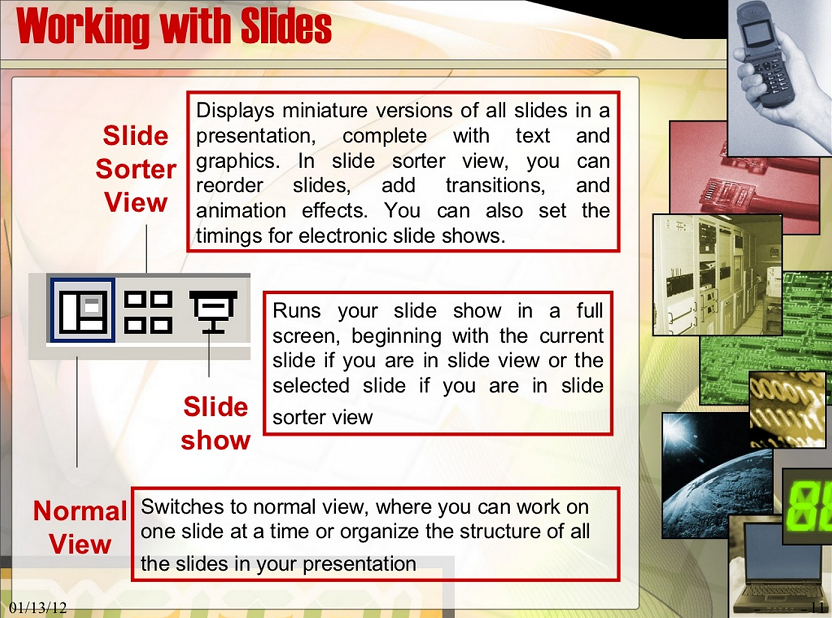 Working with Slides
Slide
Sorter
View
Displays miniature versions of all slides in a
presentation, complete with text and
graphics. In slide sorter view, you can
reorder slides, add transitions, and
animation effects. You can also set the
timings for electronic slide shows.
Runs your slide show in a full
screen, beginning with the current
slide if you are in slide view or the
selected slide if you are in slide
sorter view
Slide
show
Normal
View
Switches to normal view, where you can work on
one slide at a time or organize the structure of all
the slides in your presentation
01/13/12
- 11